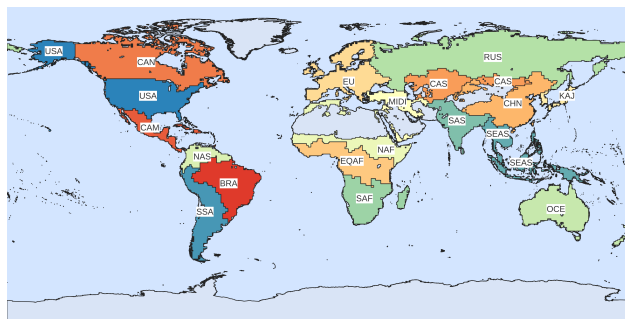 USA
CAN
RUS
EU
CAS
CAS
USA
MIDE
KAJ
CHN
CAM
SAS
SEAS
NAF
NAS
EQAF
SEAS
BRA
SAF
SSA
OCE